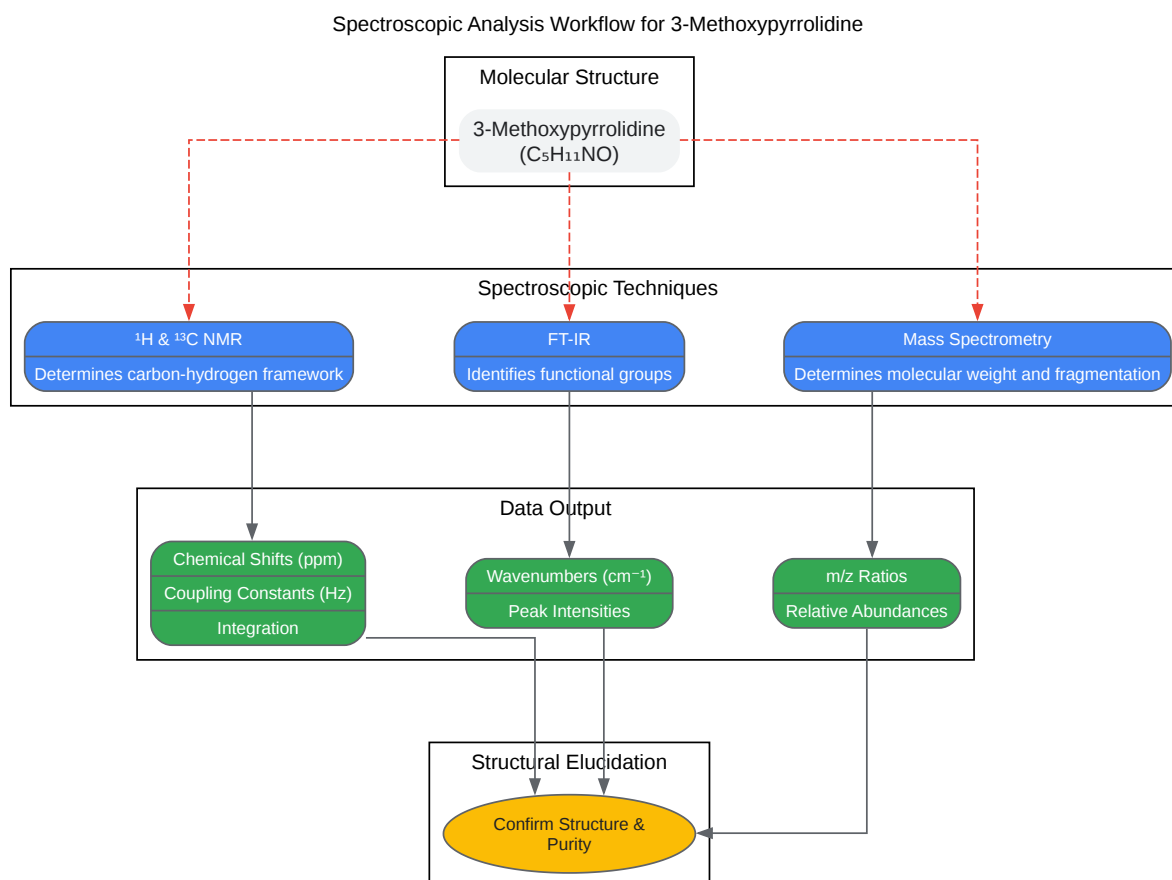 Spectroscopic Analysis Workflow for 3-Methoxypyrrolidine
Molecular Structure
3-Methoxypyrrolidine
(C₅H₁₁NO)
Spectroscopic Techniques
¹H & ¹³C NMR
Determines carbon-hydrogen framework
FT-IR
Identifies functional groups
Mass Spectrometry
Determines molecular weight and fragmentation
Data Output
Chemical Shifts (ppm)
Coupling Constants (Hz)
Integration
Wavenumbers (cm⁻¹)
Peak Intensities
m/z Ratios
Relative Abundances
Structural Elucidation
Confirm Structure &
Purity